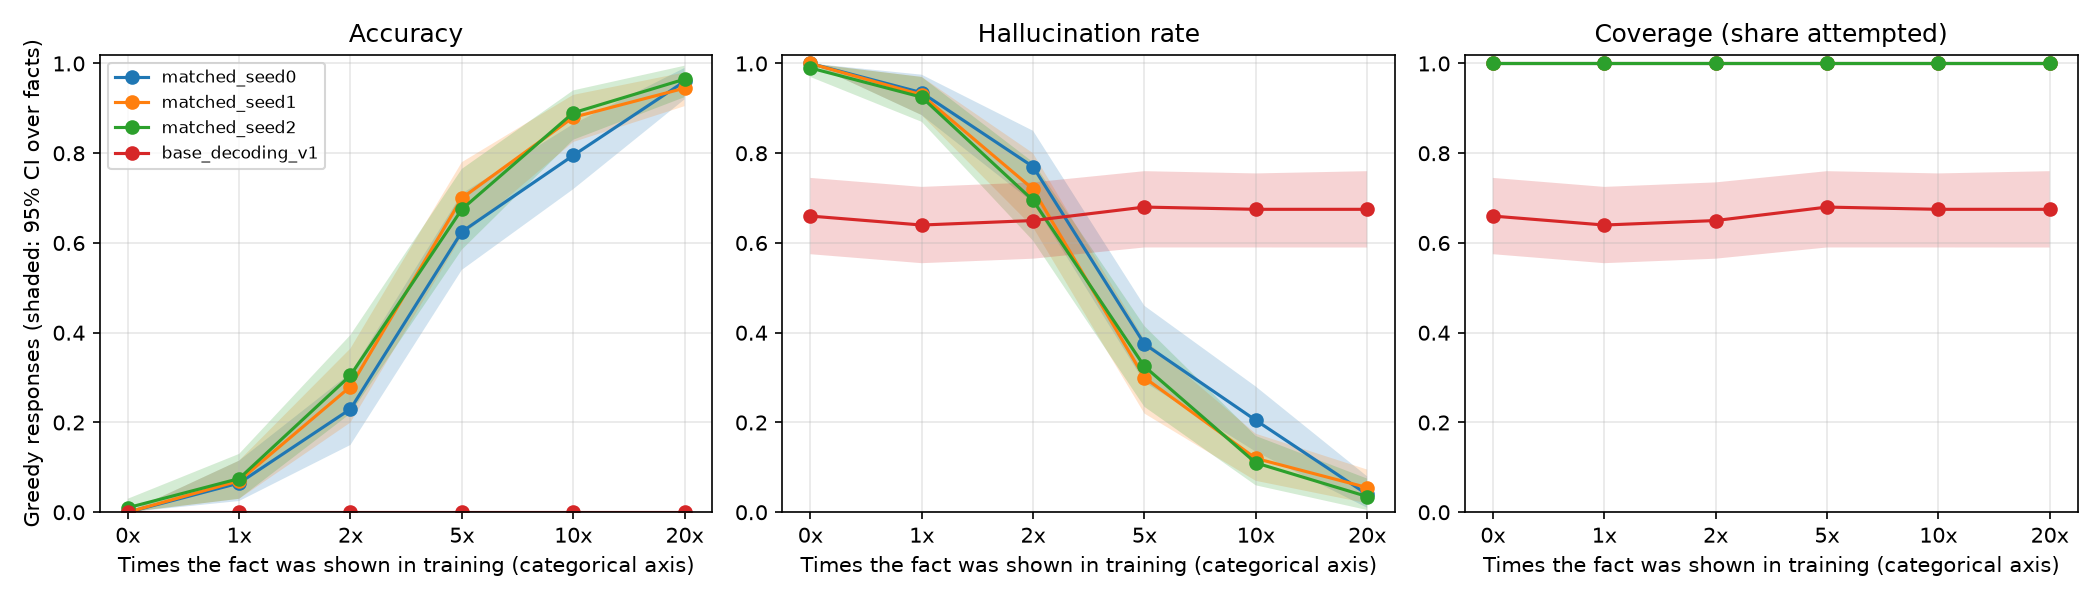 Accuracy
Greedy responses (shaded: 95% CI over facts)
1.0
0.8
0.6
0.4
0.2
0.0
matched_seed0
matched_seed1
matched_seed2
base_decoding_v1
0x 1x 2x 5x 10x 20x
Times the fact was shown in training (categorical axis)
Hallucination rate
1.0
0.8
0.6
0.4
0.2
0.0
0x 1x 2x 5x 10x 20x
Times the fact was shown in training (categorical axis)
Coverage (share attempted)
1.0
0.8
0.6
0.4
0.2
0.0
0x 1x 2x 5x 10x 20x
Times the fact was shown in training (categorical axis)